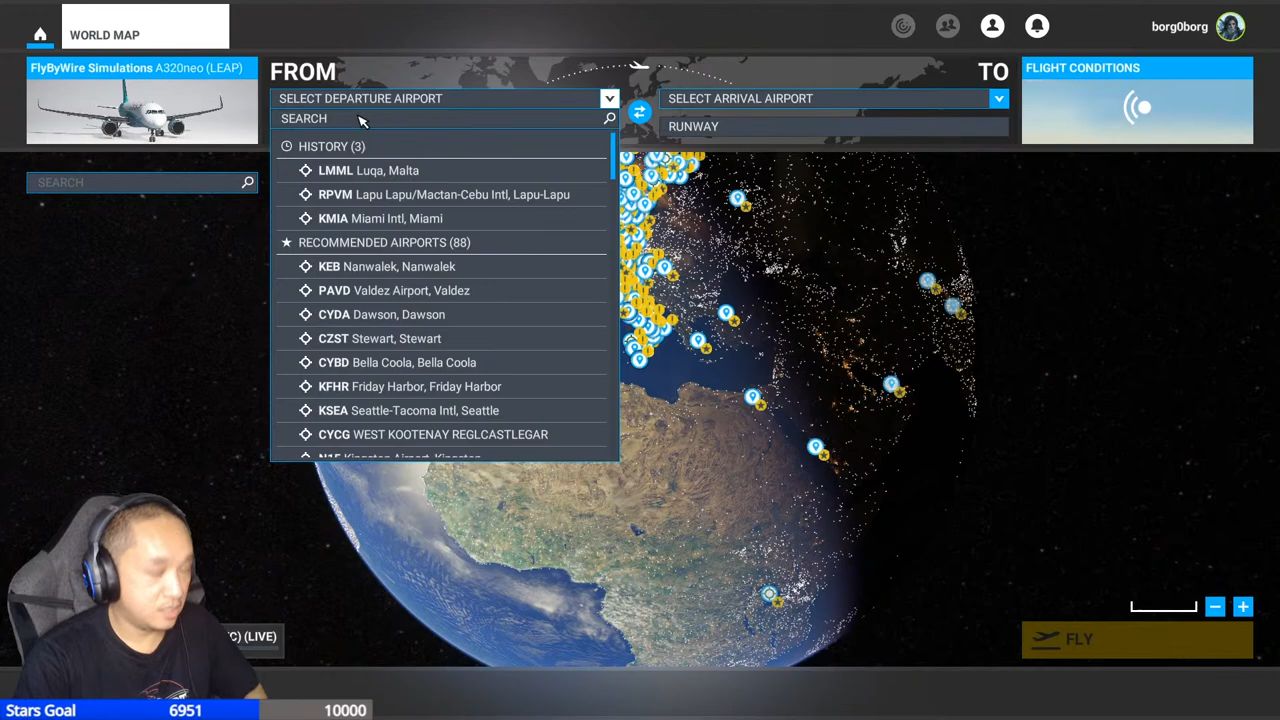 WORLD MAP
borg0borg
FlyByWire Simulations A320neo (LEAP)
FROM
SELECT DEPARTURE AIRPORT
SEARCH
HISTORY (3)
LMML Luqa, Malta
RPVM Lapu Lapu/Mactan-Cebu Intl, Lapu-Lapu
KMIA Miami Intl, Miami
RECOMMENDED AIRPORTS (88)
KEB Nanwalek, Nanwalek
PAVD Valdez Airport, Valdez
CYDA Dawson, Dawson
CZST Stewart, Stewart
CYBD Bella Coola, Bella Coola
KFHR Friday Harbor, Friday Harbor
KSEA Seattle-Tacoma Intl, Seattle
CYCG WEST KOOTENAY REGLCASTLEGAR
N15 Kingston Airport, Kingston
TO
SELECT ARRIVAL AIRPORT
RUNWAY
FLIGHT CONDITIONS
SEARCH
C) (LIVE)
FLY
Stars Goal 6951 10000